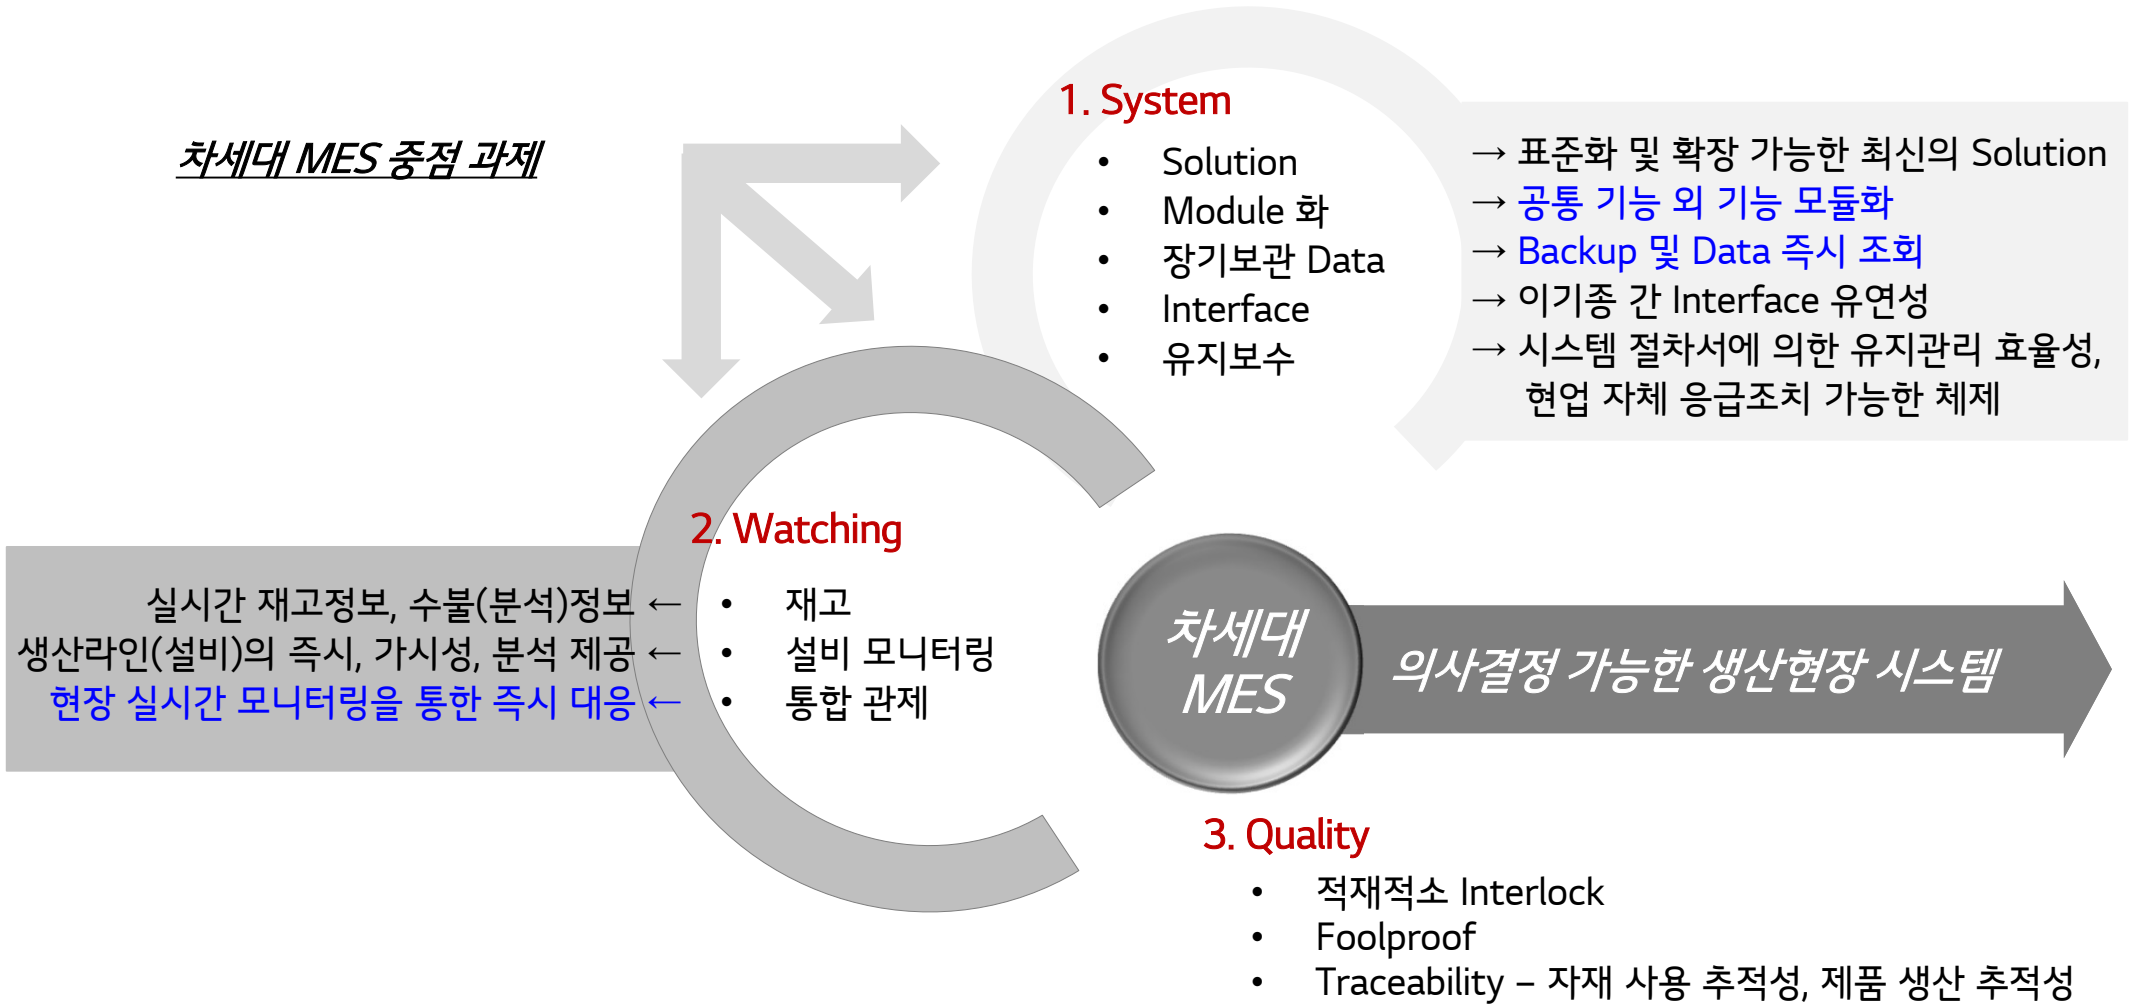 차세대 MES 중점 과제
1. System
• Solution → 표준화 및 확장 가능한 최신의 Solution
• Module 화 → 공통 기능 외 기능 모듈화
• 장기보관 Data → Backup 및 Data 즉시 조회
• Interface → 이기종 간 Interface 유연성
• 유지보수 → 시스템 절차서에 의한 유지관리 효율성,
현업 자체 응급조치 가능한 체제
2. Watching
실시간 재고정보, 수불(분석)정보 ← • 재고
생산라인(설비)의 즉시, 가시성, 분석 제공 ← • 설비 모니터링
현장 실시간 모니터링을 통한 즉시 대응 ← • 통합 관제
차세대
MES
의사결정 가능한 생산현장 시스템
3. Quality
• 적재적소 Interlock
• Foolproof
• Traceability – 자재 사용 추적성, 제품 생산 추적성